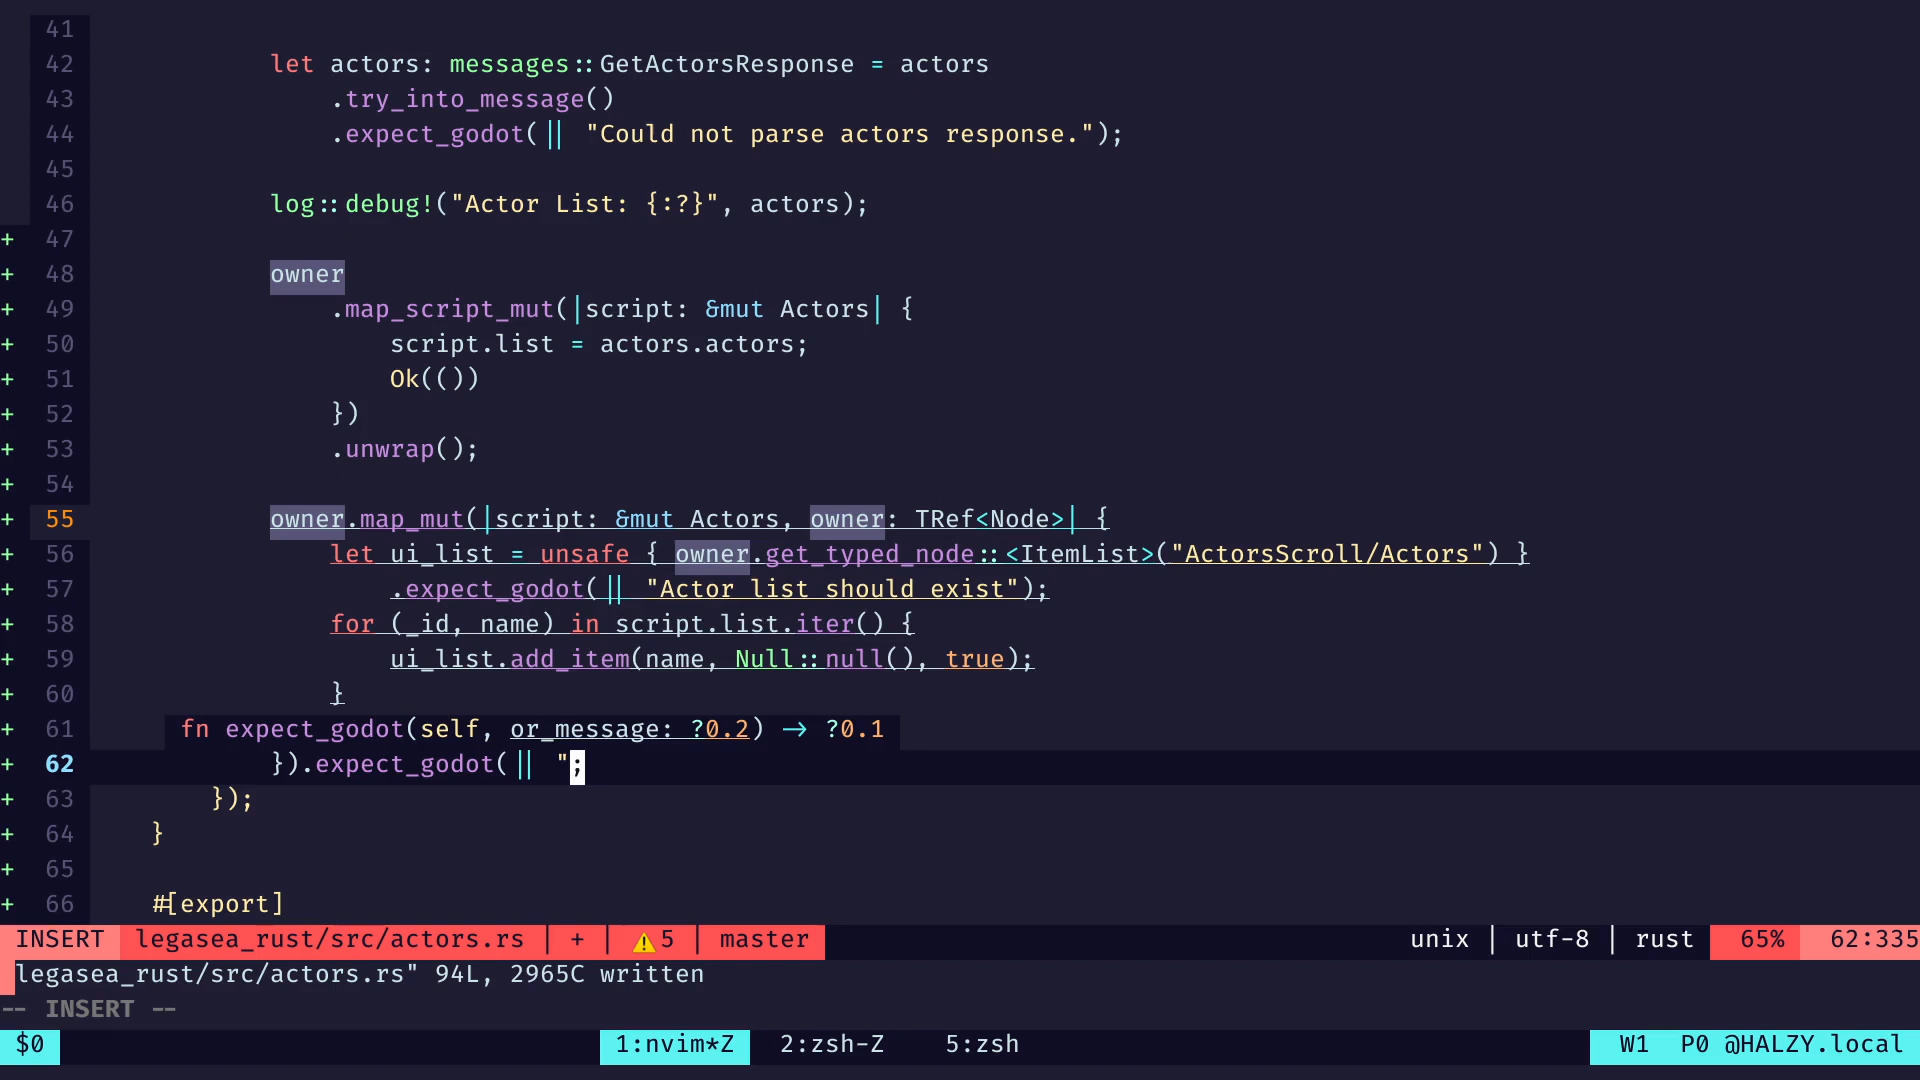 41
42 let actors: messages::GetActorsResponse = actors
43 .try_into_message()
44 .expect_godot(|| "Could not parse actors response.");
45
46 log::debug!("Actor List: {:?}", actors);
+ 47
+ 48 owner
+ 49 .map_script_mut(|script: &mut Actors| {
+ 50 script.list = actors.actors;
+ 51 Ok(())
+ 52 })
+ 53 .unwrap();
+ 54
+ 55 owner.map_mut(|script: &mut Actors, owner: TRef<Node>| {
+ 56 let ui_list = unsafe { owner.get_typed_node::<ItemList>("ActorsScroll/Actors") }
+ 57 .expect_godot(|| "Actor list should exist");
+ 58 for (_id, name) in script.list.iter() {
+ 59 ui_list.add_item(name, Null::null(), true);
+ 60 }
+ 61 fn expect_godot(self, or_message: ?0.2) -> ?0.1
+ 62 }).expect_godot(|| ";
+ 63 });
+ 64 }
+ 65
+ 66 #[export]
INSERT legasea_rust/src/actors.rs | + | ⚠5 | master unix | utf-8 | rust 65% 62:335
legasea_rust/src/actors.rs" 94L, 2965C written
-- INSERT --
$0 1:nvim*Z 2:zsh-Z 5:zsh W1 P0 @HALZY.local